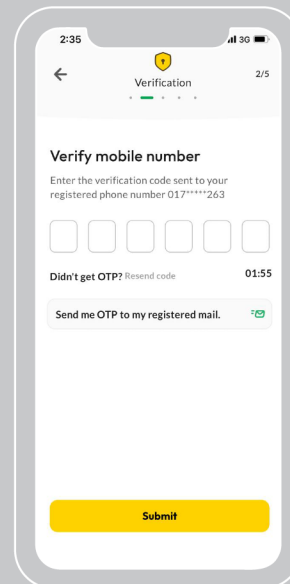 2:35
3G
Verification
2/5
Verify mobile number
Enter the verification code sent to your
registered phone number 017*****263
Didn't get OTP? Resend code 01:55
Send me OTP to my registered mail.
Submit